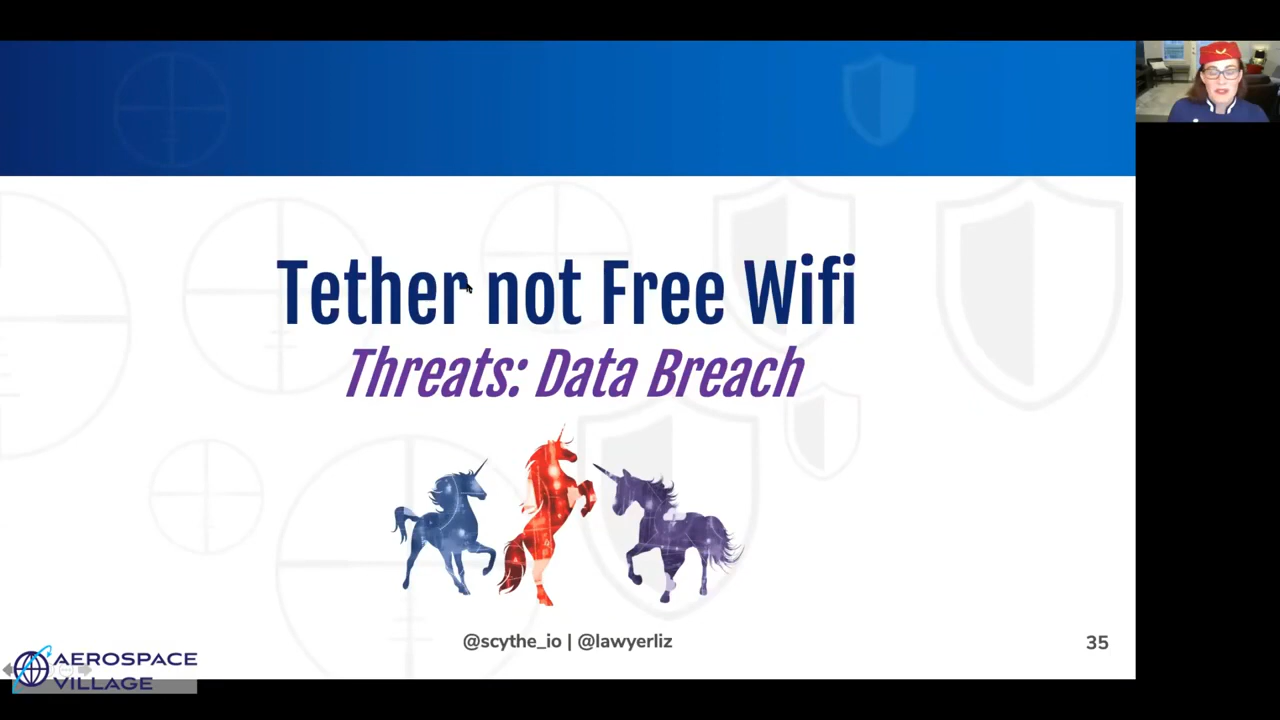 Tether not Free Wifi
Threats: Data Breach
@scythe_io | @lawyerliz
35
AEROSPACE
VILLAGE